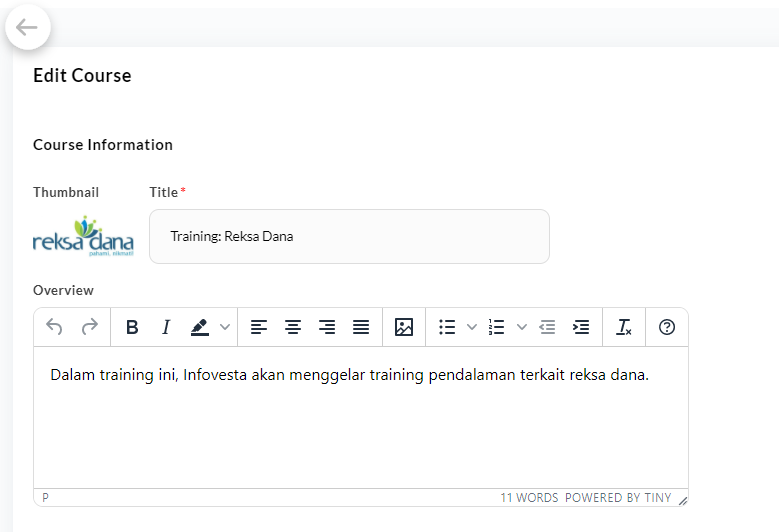 Edit Course
Course Information
Thumbnail
Title*
reksa dana
pahami, nikmati!
Training: Reksa Dana
Overview
B I
Dalam training ini, Infovesta akan menggelar training pendalaman terkait reksa dana.
P
11 WORDS POWERED BY TINY